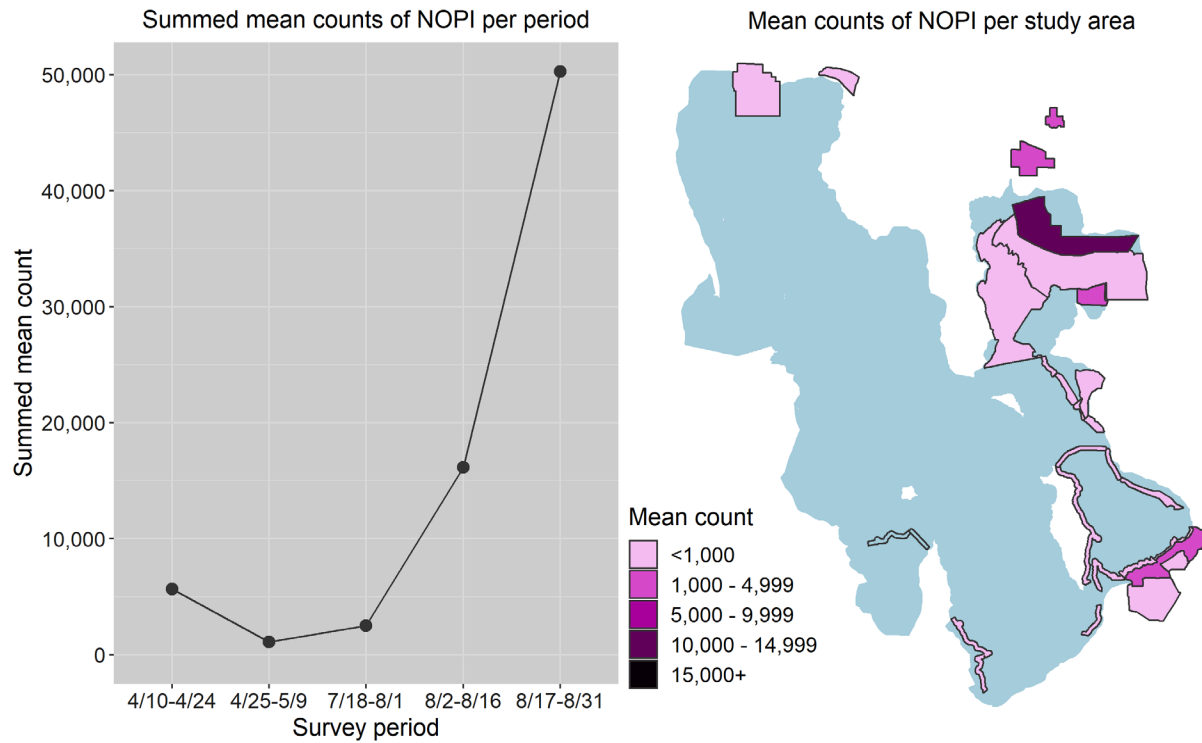 Summed mean counts of NOPI per period
50,000
40,000
30,000
20,000
10,000
0
Summed mean count
4/10-4/24 4/25-5/9 7/18-8/1 8/2-8/16 8/17-8/31
Survey period
Mean counts of NOPI per study area
Mean count
<1,000
1,000 - 4,999
5,000 - 9,999
10,000 - 14,999
15,000+